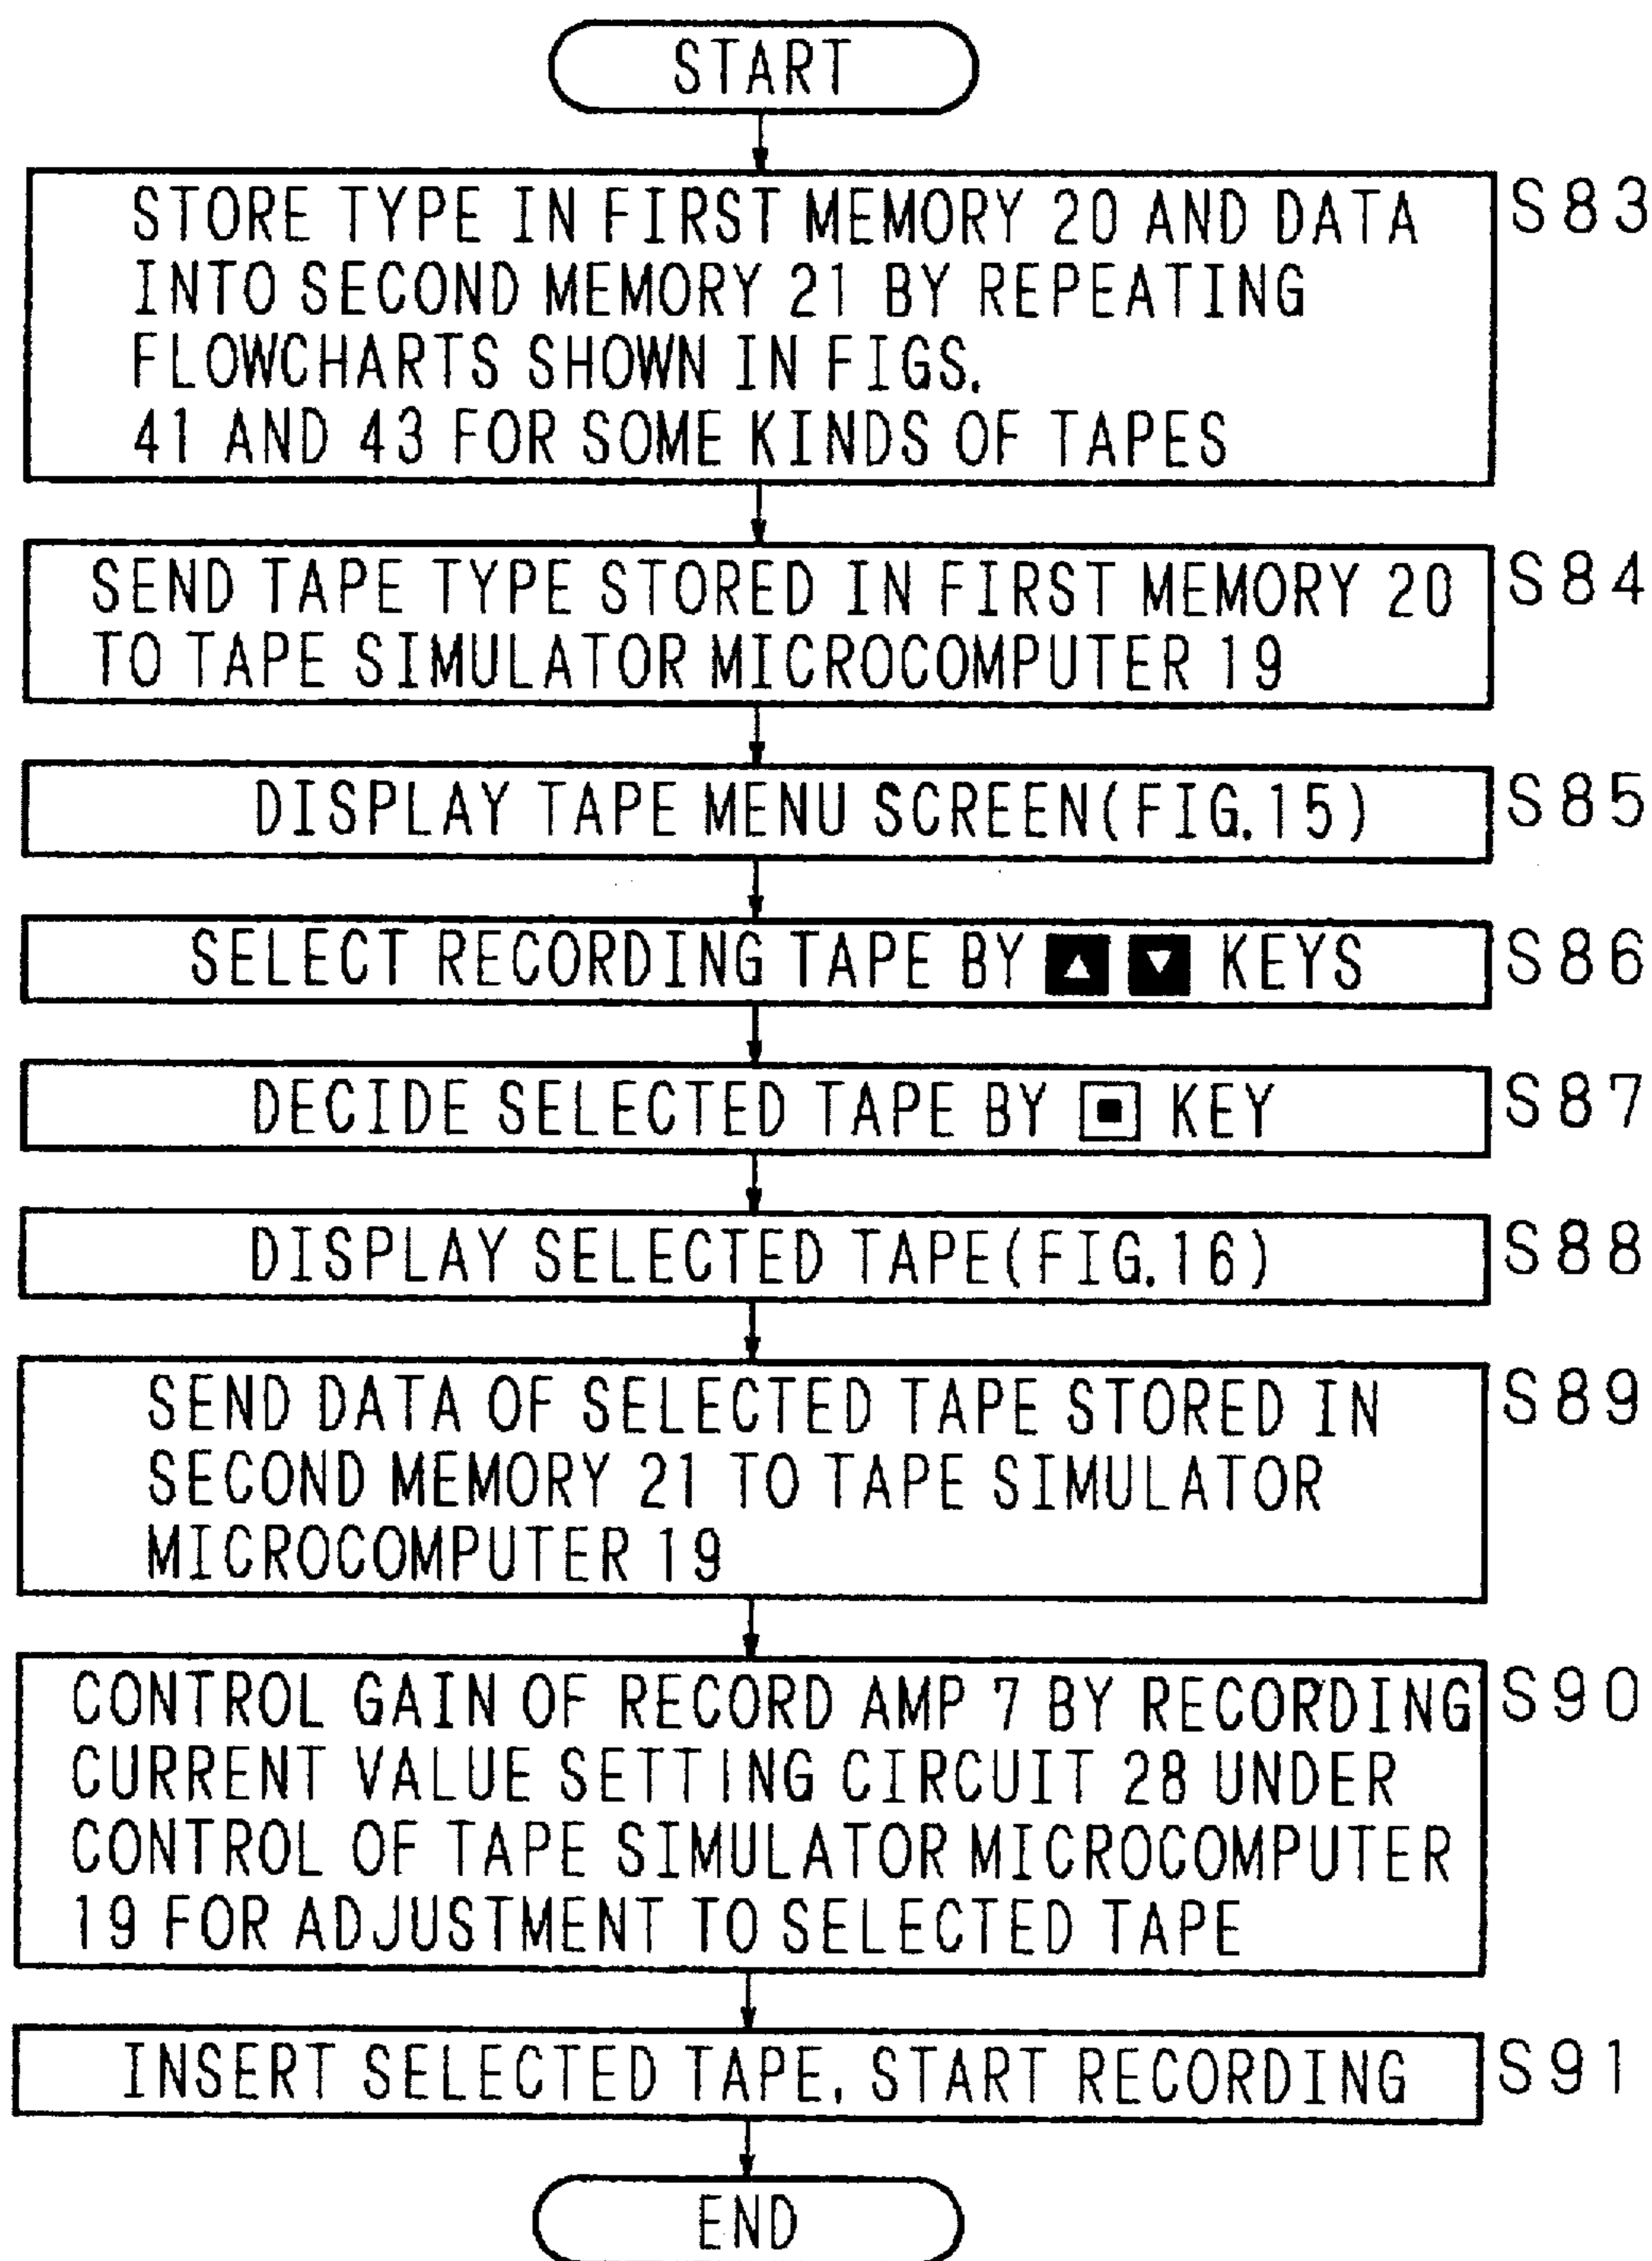 START
STORE TYPE IN FIRST MEMORY 20 AND DATA
INTO SECOND MEMORY 21 BY REPEATING
FLOWCHARTS SHOWN IN FIGS.
41 AND 43 FOR SOME KINDS OF TAPES
S83
SEND TAPE TYPE STORED IN FIRST MEMORY 20
TO TAPE SIMULATOR MICROCOMPUTER 19
S84
DISPLAY TAPE MENU SCREEN(FIG.15)
S85
SELECT RECORDING TAPE BY KEYS
S86
DECIDE SELECTED TAPE BY KEY
S87
DISPLAY SELECTED TAPE(FIG.16)
S88
SEND DATA OF SELECTED TAPE STORED IN
SECOND MEMORY 21 TO TAPE SIMULATOR
MICROCOMPUTER 19
S89
CONTROL GAIN OF RECORD AMP 7 BY RECORDING
CURRENT VALUE SETTING CIRCUIT 28 UNDER
CONTROL OF TAPE SIMULATOR MICROCOMPUTER
19 FOR ADJUSTMENT TO SELECTED TAPE
S90
INSERT SELECTED TAPE, START RECORDING
S91
END